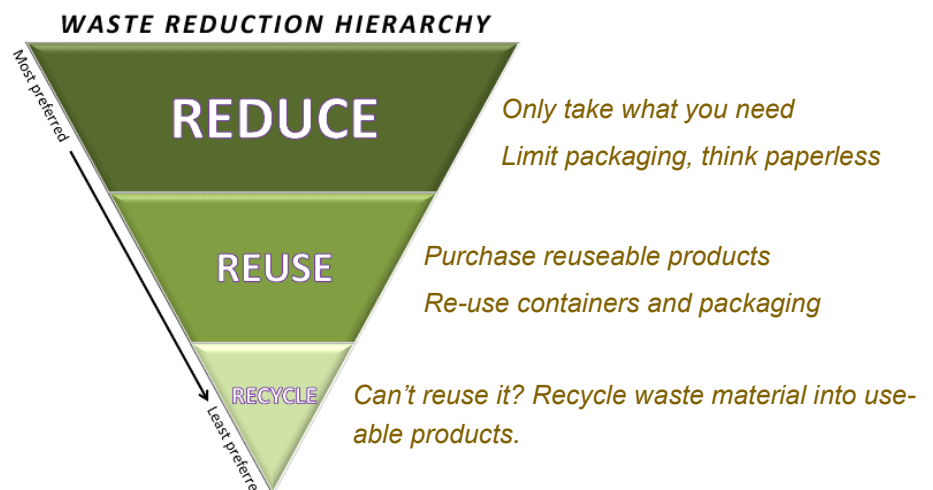 WASTE REDUCTION HIERARCHY
Most preferred
REDUCE
Only take what you need
Limit packaging, think paperless
REUSE
Purchase reuseable products
Re-use containers and packaging
RECYCLE
Can’t reuse it? Recycle waste material into use-
able products.
Least preferre